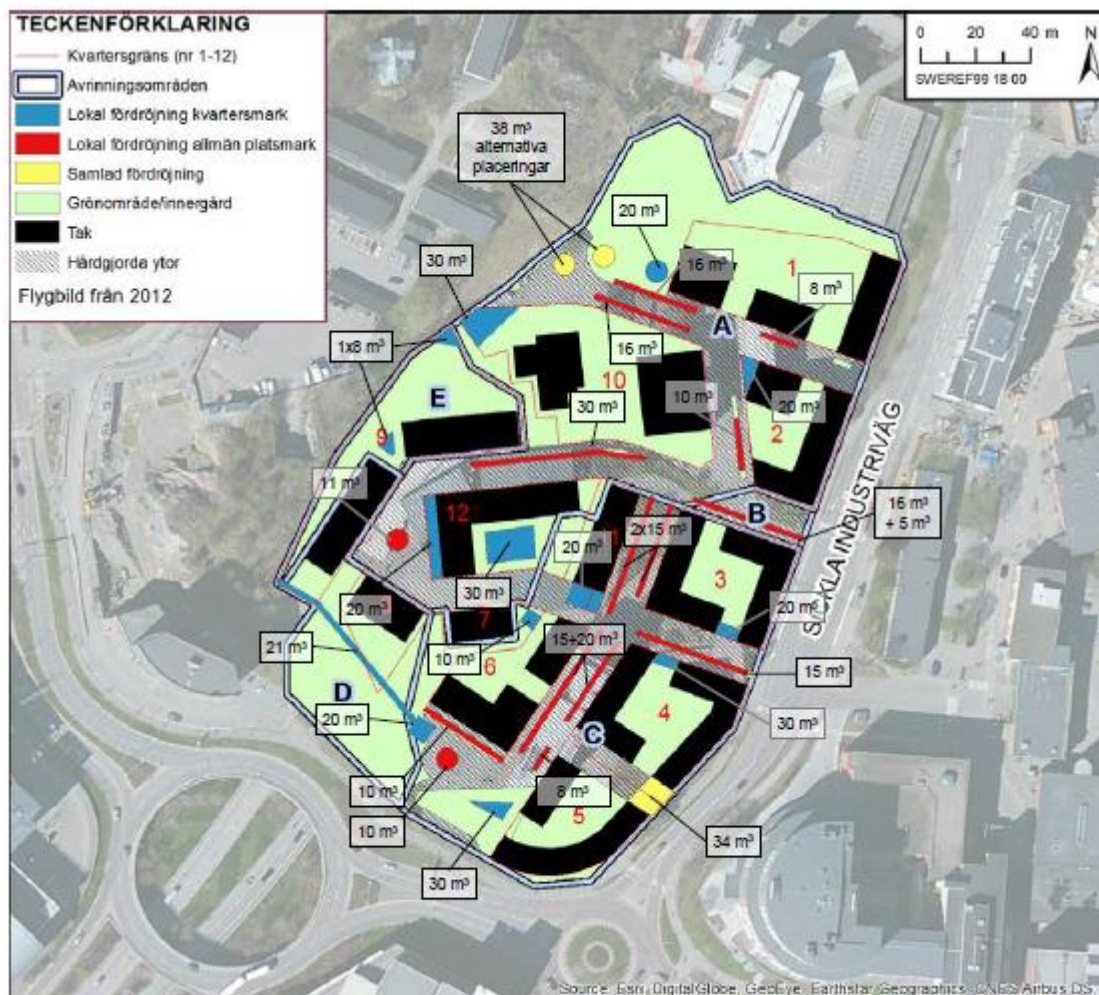 TECKENFÖRKLARING
Kvartersgräns (nr 1-12)
Avrinningsområden
Lokal fördröjning kvartersmark
Lokal fördröjning allmän platsmark
Samlad fördröjning
Grönområde/innergård
Tak
Hårdgjorda ytor
Flygbild från 2012
0 20 40 m
SWEREF99 18 00
N
38 m³
alternativa
placeringar
20 m³
30 m³
16 m³
1
8 m³
A
1x8 m³
16 m³
10
E
30 m³
10 m³
20 m³
2
9
SICKLA INDUSTRIVÄG
11 m³
12
B
16 m³
+ 5 m³
2x15 m³
20 m³
3
30 m³
20 m³
20 m³
7
15+20 m³
21 m³
10 m³
6
15 m³
D
4
20 m³
30 m³
C
10 m³
8 m³
5
10 m³
34 m³
30 m³
Source: Esri, DigitalGlobe, GeoEye, Earthstar Geographics, CNES/Airbus DS,